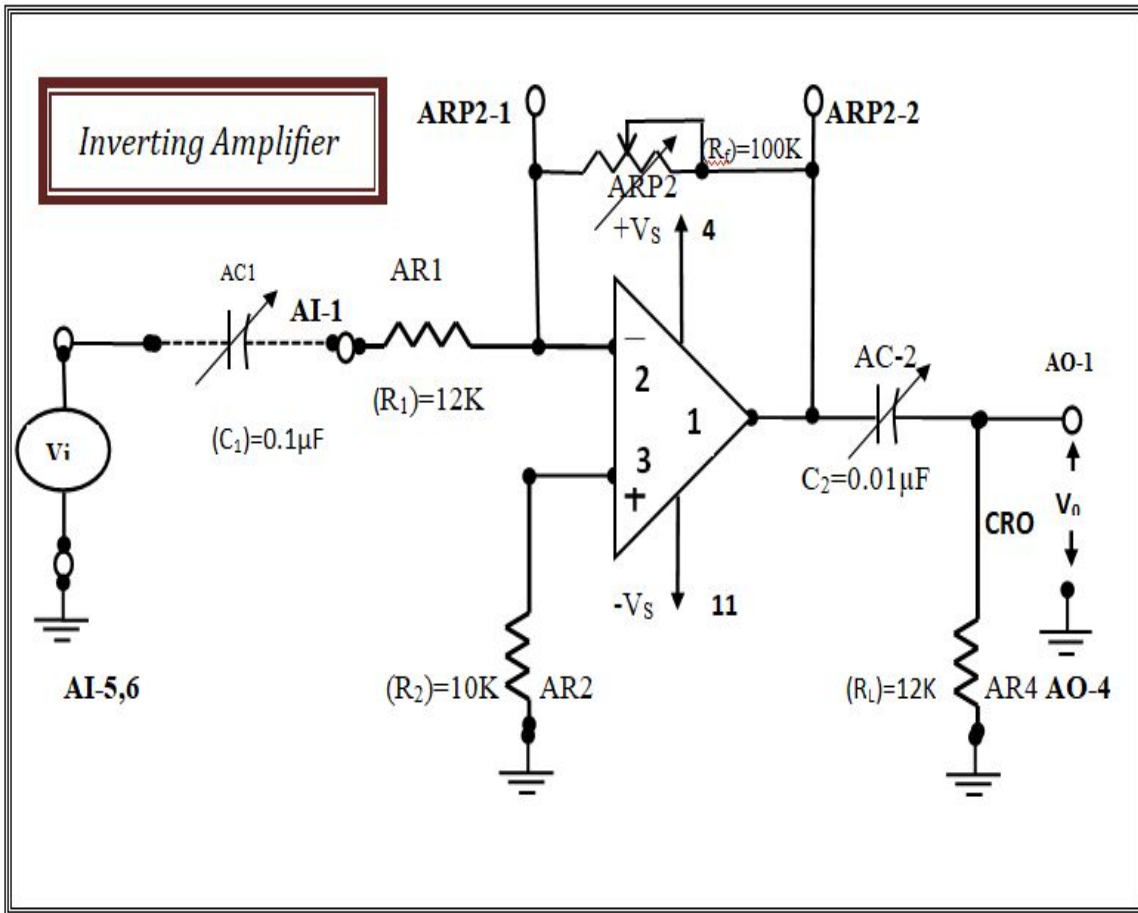 Inverting Amplifier
ARP2-1
ARP2-2
(Rf)=100K
ARP2
+VS 4
AC1
AR1
AI-1
(R1)=12K
(C1)=0.1µF
Vi
−
2
1
3
+
AC-2
C2=0.01µF
AO-1
V0
CRO
-VS 11
AI-5,6
(R2)=10K AR2
(RL)=12K AR4 AO-4